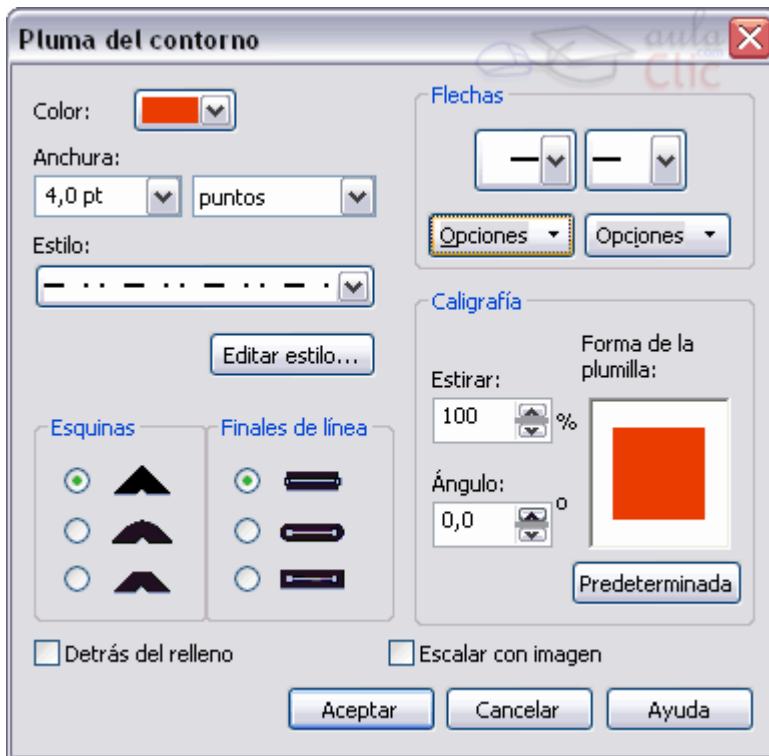 Pluma del contorno
aula
.com
Clic
Color:
Anchura:
4,0 pt
puntos
Estilo:
Editar estilo...
Flechas
Opciones
Opciones
Esquinas
Finales de línea
Caligrafía
Estirar:
100
%
Ángulo:
0,0
º
Forma de la
plumilla:
Predeterminada
Detrás del relleno
Escalar con imagen
Aceptar
Cancelar
Ayuda